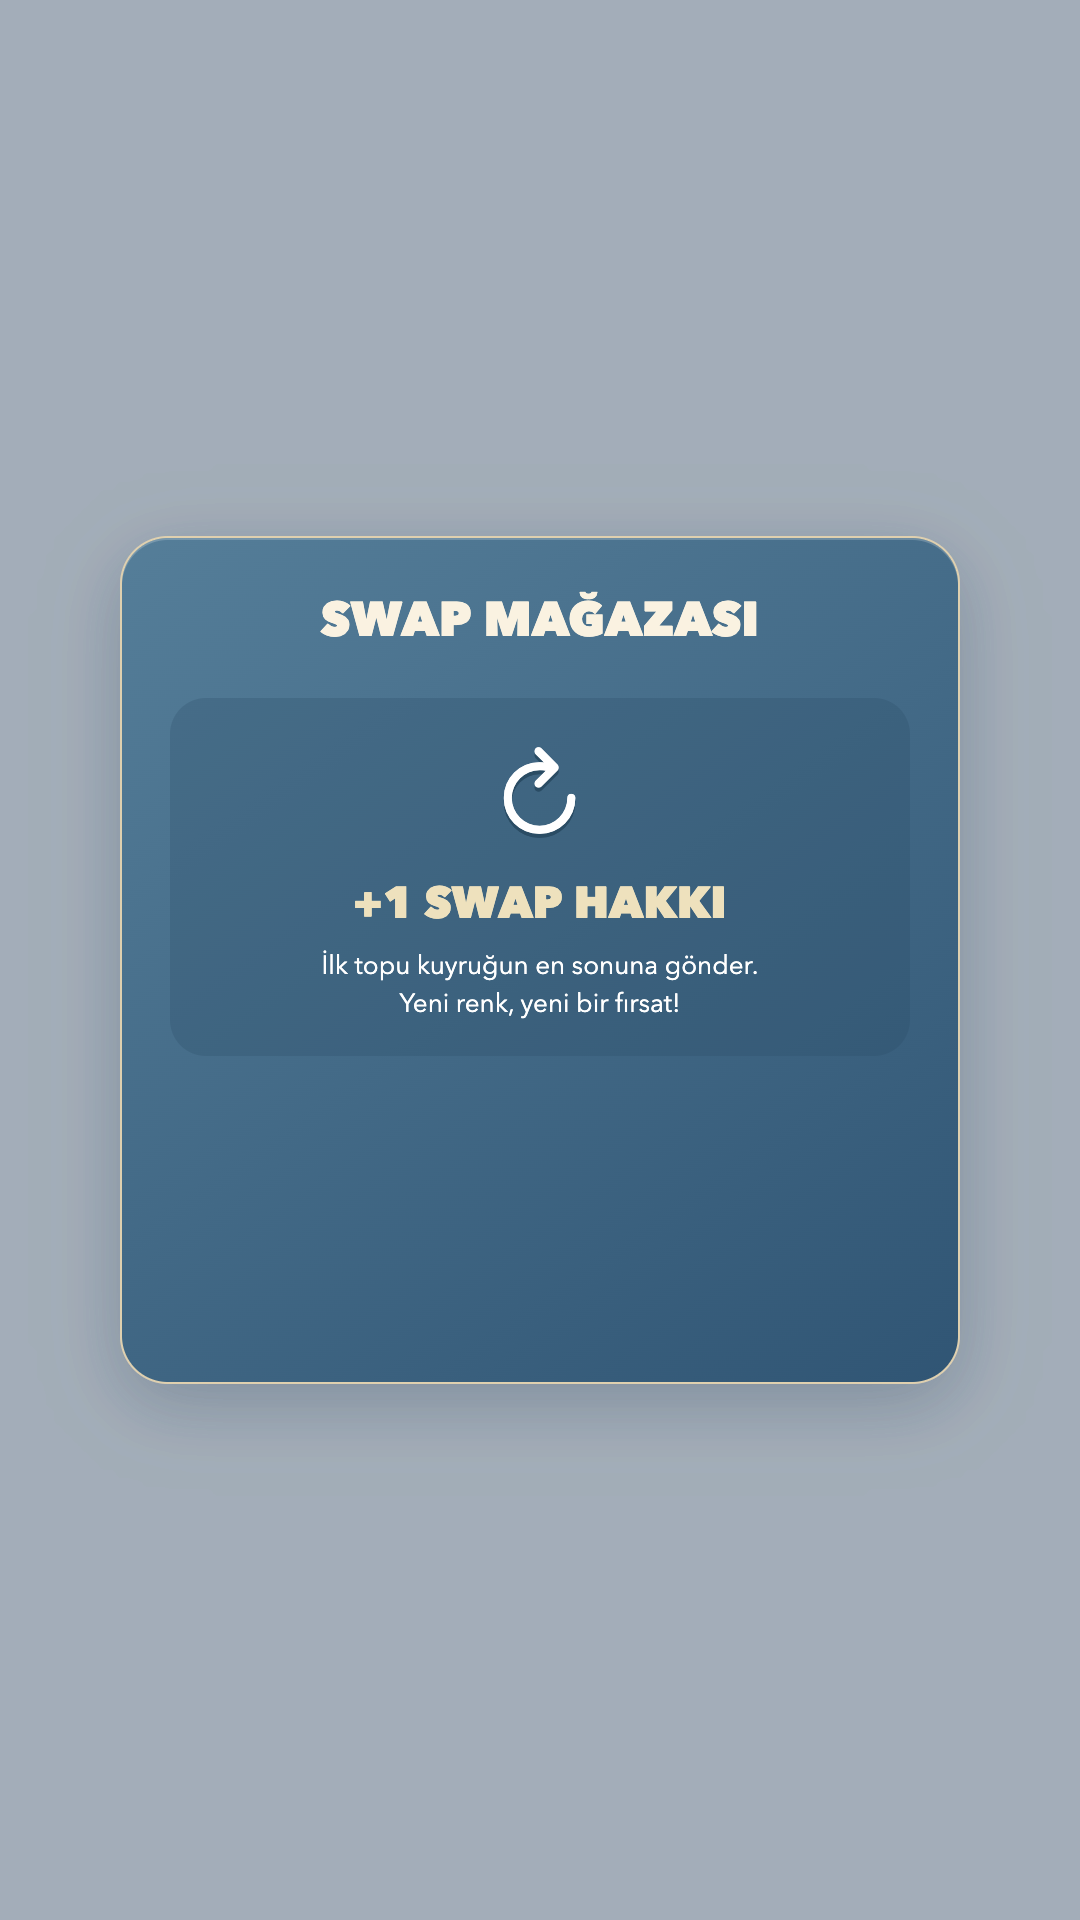 SWAP MAĞAZASI
+1 SWAP HAKKI
İlk topu kuyruğun en sonuna gönder.
Yeni renk, yeni bir fırsat!